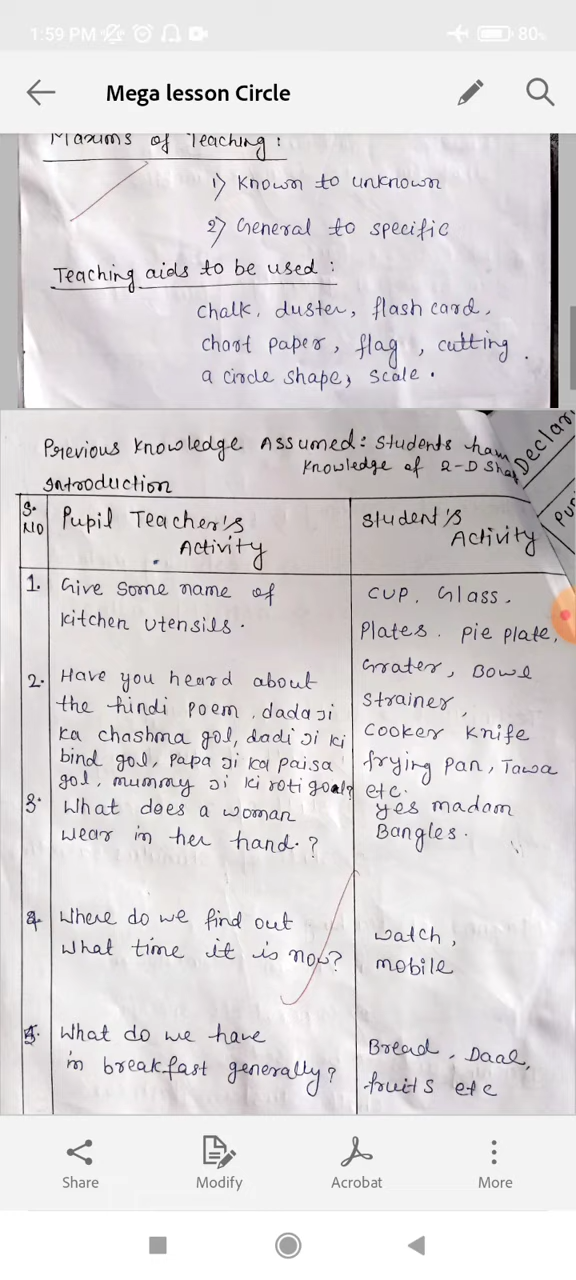 1:59 PM
80%
Mega lesson Circle
Maxims of Teaching :
1) Known to unknown
2) General to specific
Teaching aids to be used :
chalk, duster, flash card,
chart paper, flag, cutting
a circle shape, scale.
Declar
Previous Knowledge Assumed: Students have
Knowledge of 2-D Sha
Introduction
Pup
S. NO
Pupil Teacher's Activity
Student's Activity
1. Give some name of
kitchen utensils.
Cup, Glass,
Plates. Pie plate,
Grater, Bowl
Strainer,
Cooker Knife
frying pan, Tawa
etc.
2. Have you heard about
the hindi poem, dada ji
ka chashma gol, dadi ji ki
bind gol, papa ji ka paisa
gol, mummy ji ki roti goal?
yes madam
3. What does a woman
wear in her hand.?
Bangles.
4. Where do we find out
what time it is now?
watch,
mobile
5. What do we have
in breakfast generally?
Bread, Daal,
fruits etc
Share
Modify
Acrobat
More